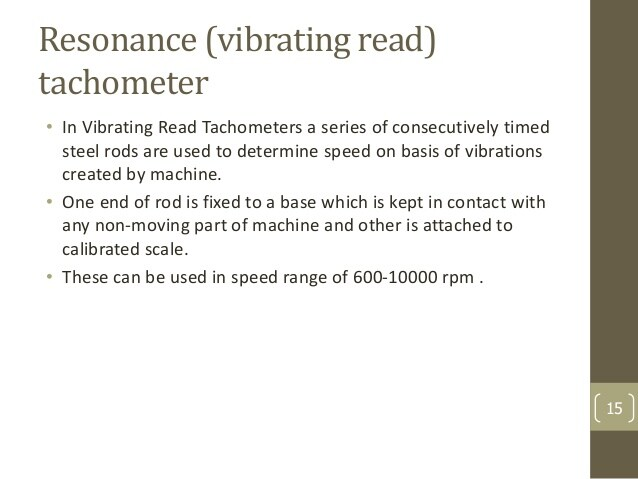 Resonance (vibrating read)
tachometer
• In Vibrating Read Tachometers a series of consecutively timed
steel rods are used to determine speed on basis of vibrations
created by machine.
• One end of rod is fixed to a base which is kept in contact with
any non-moving part of machine and other is attached to
calibrated scale.
• These can be used in speed range of 600-10000 rpm .
15